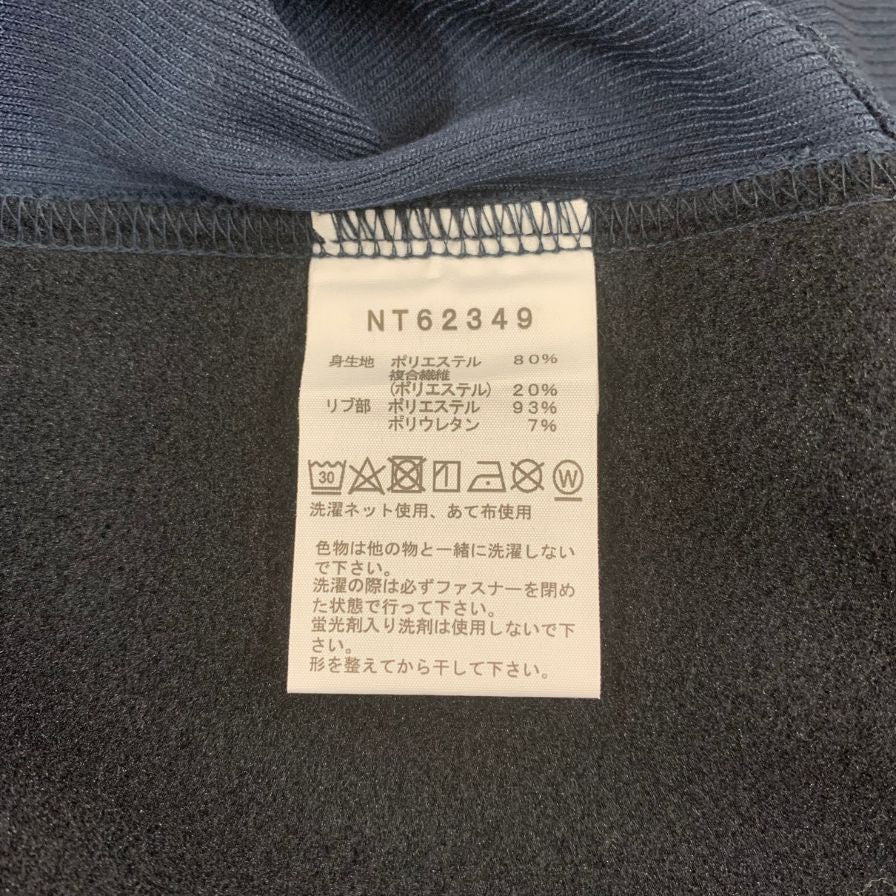 NT62349
身生地 ポリエステル 80%
複合繊維
(ポリエステル) 20%
リブ部 ポリエステル 93%
ポリウレタン 7%
30 W
洗濯ネット使用、あて布使用
色物は他の物と一緒に洗濯しない
で下さい。
洗濯の際は必ずファスナーを閉め
た状態で行って下さい。
蛍光剤入り洗剤は使用しないで下
さい。
形を整えてから干して下さい。